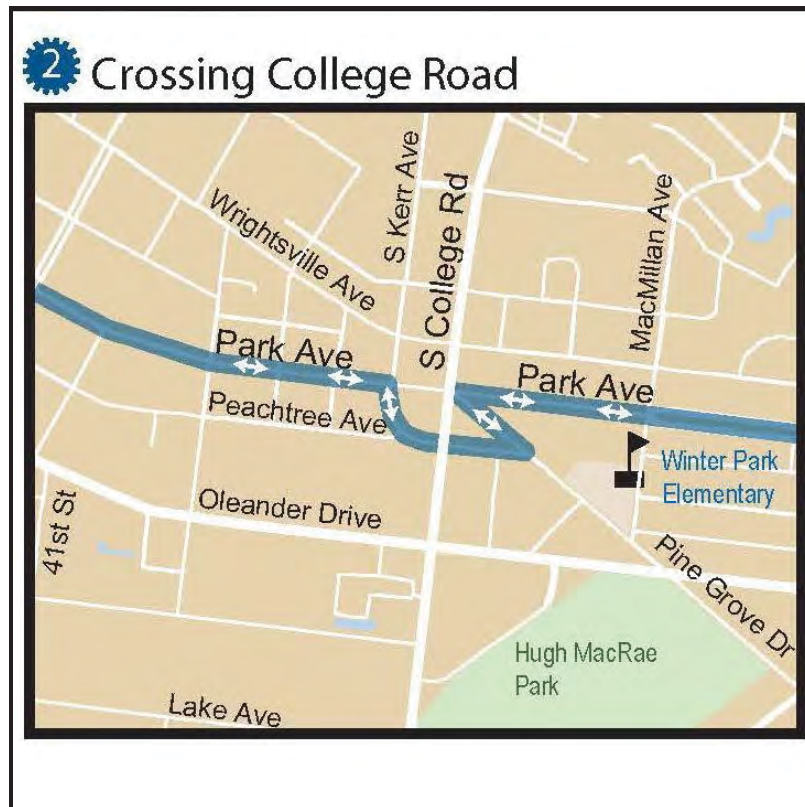 2 Crossing College Road
Wrightsville Ave
S Kerr Ave
S College Rd
MacMillan Ave
Park Ave
Park Ave
Peachtree Ave
Winter Park
Elementary
Oleander Drive
41st St
Pine Grove Dr
Hugh MacRae
Park
Lake Ave